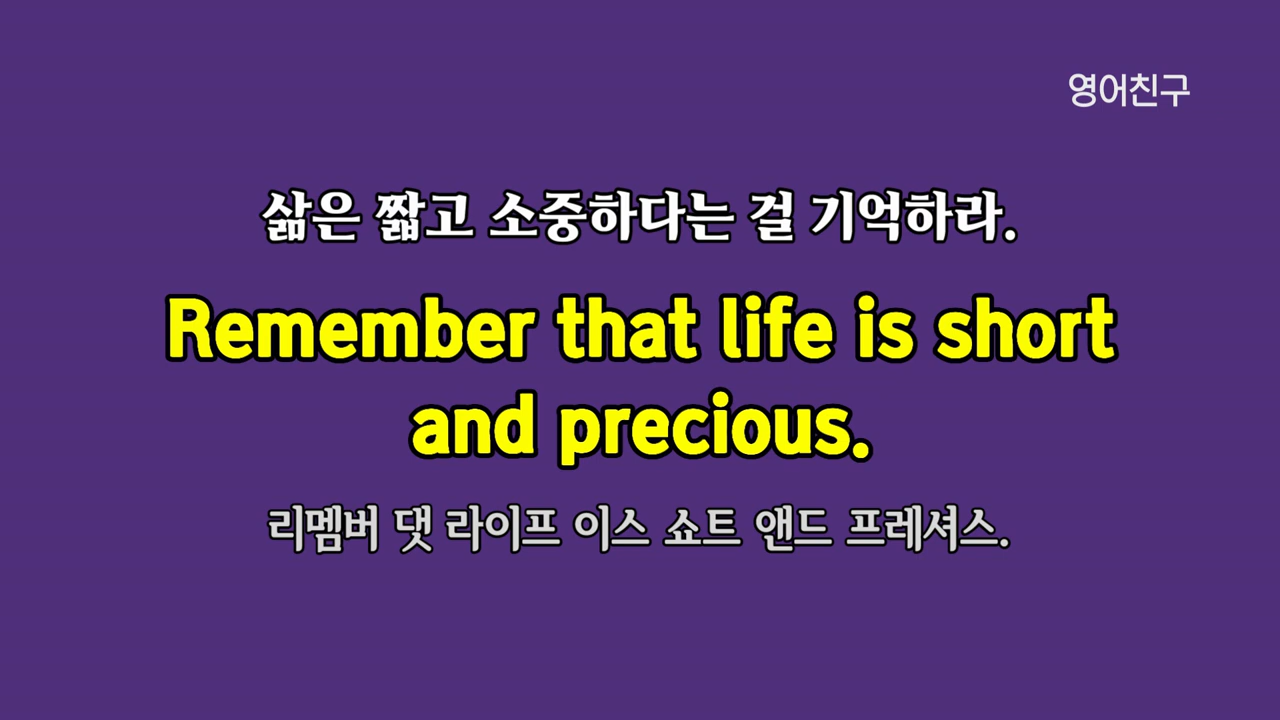 영어친구
삶은 짧고 소중하다는 걸 기억하라.
Remember that life is short
and precious.
리멤버 댓 라이프 이스 쇼트 앤드 프레셔스.